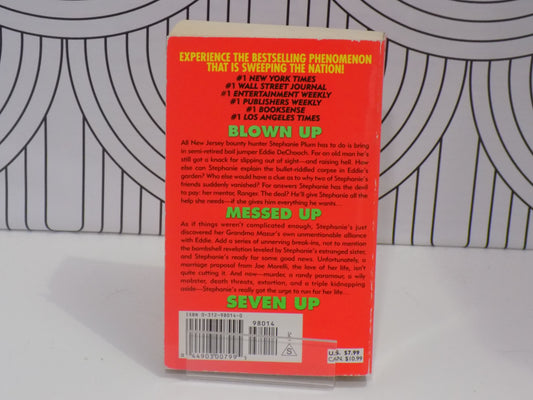 EXPERIENCE THE BESTSELLING PHENOMENON
THAT IS SWEEPING THE NATION!
#1 NEW YORK TIMES
#1 WALL STREET JOURNAL
#1 ENTERTAINMENT WEEKLY
#1 PUBLISHERS WEEKLY
#1 BOOKSENSE
#1 LOS ANGELES TIMES
BLOWN UP
All New Jersey bounty hunter Stephanie Plum has to do is bring
in semi-retired bail jumper Eddie DeChooch. For an old man he's
still got a knack for slipping out of sight—and raising hell. How
else can Stephanie explain the bullet-riddled corpse in Eddie's
garden? Who else would have a clue as to why two of Stephanie's
friends suddenly vanished? For answers Stephanie has the devil
to pay: her mentor, Ranger. The deal? He'll give Stephanie all the
help she needs—if she gives him everything he wants...
MESSED UP
As if things weren't complicated enough, Stephanie's just
discovered her Grandma Mazur's own unmentionable alliance
with Eddie. Add a series of unnerving break-ins, not to mention
the bombshell revelation leveled by Stephanie's estranged sister,
and Stephanie's ready for some good news. Unfortunately, a
marriage proposal from Joe Morelli, the love of her life, isn't
quite cutting it. And now—murder, a randy paramour, a wily
mobster, death threats, extortion, and a triple kidnapping
aside—Stephanie's really got the urge to run for her life...
SEVEN UP
ISBN 0-312-98014-0
98014
K
S
8 44903 00799 5
U.S. $7.99
CAN. $10.99